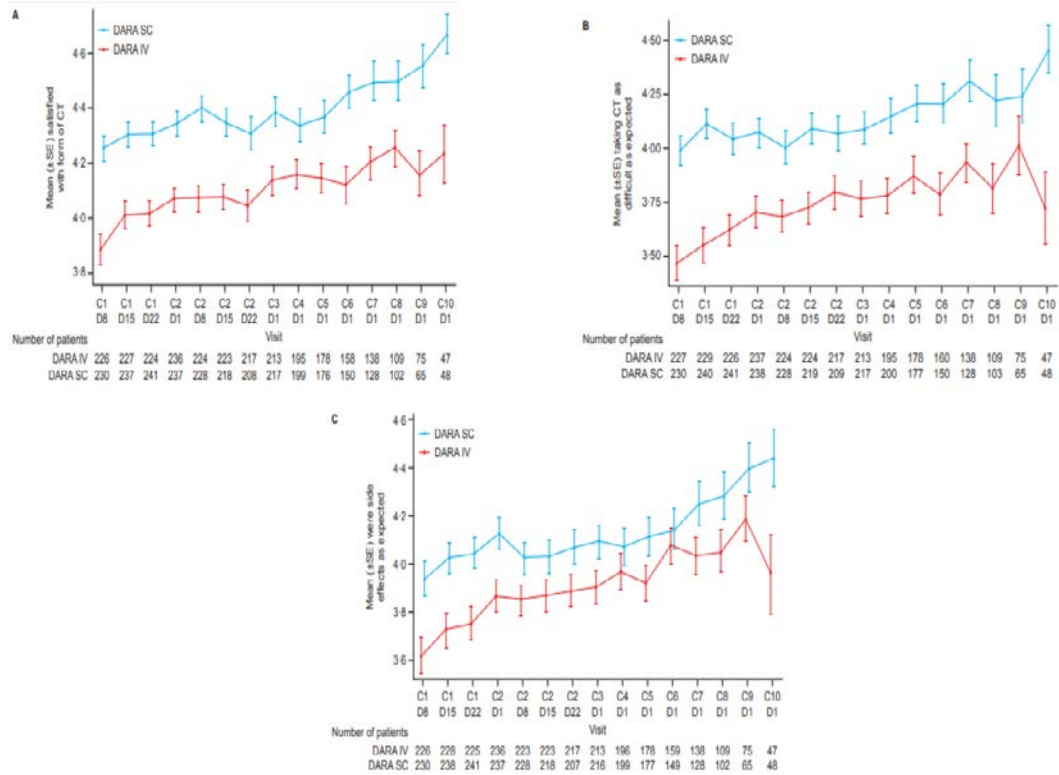 A
DARA SC
DARA IV
Mean (±SE) satisfied
with form of CT
4·6
4·4
4·2
4·0
3·8
C1 C1 C1 C2 C2 C2 C2 C3 C4 C5 C6 C7 C8 C9 C10
D8 D15 D22 D1 D8 D15 D22 D1 D1 D1 D1 D1 D1 D1 D1
Visit
Number of patients
DARA IV 226 227 224 236 224 223 217 213 195 178 158 138 109 75 47
DARA SC 230 237 241 237 228 218 208 217 199 176 150 128 102 65 48
B
DARA SC
DARA IV
Mean (±SE) taking CT as
difficult as expected
4·50
4·25
4·00
3·75
3·50
C1 C1 C1 C2 C2 C2 C2 C3 C4 C5 C6 C7 C8 C9 C10
D8 D15 D22 D1 D8 D15 D22 D1 D1 D1 D1 D1 D1 D1 D1
Visit
Number of patients
DARA IV 227 229 226 237 224 224 217 213 195 178 160 138 109 75 47
DARA SC 230 240 241 238 228 219 209 217 200 177 150 128 103 65 48
C
DARA SC
DARA IV
Mean (±SE) were side
effects as expected
4·6
4·4
4·2
4·0
3·8
3·6
C1 C1 C1 C2 C2 C2 C2 C3 C4 C5 C6 C7 C8 C9 C10
D8 D15 D22 D1 D8 D15 D22 D1 D1 D1 D1 D1 D1 D1 D1
Visit
Number of patients
DARA IV 226 228 225 236 223 223 217 213 196 178 159 138 109 75 47
DARA SC 230 238 241 237 228 218 207 216 199 177 149 128 102 65 48